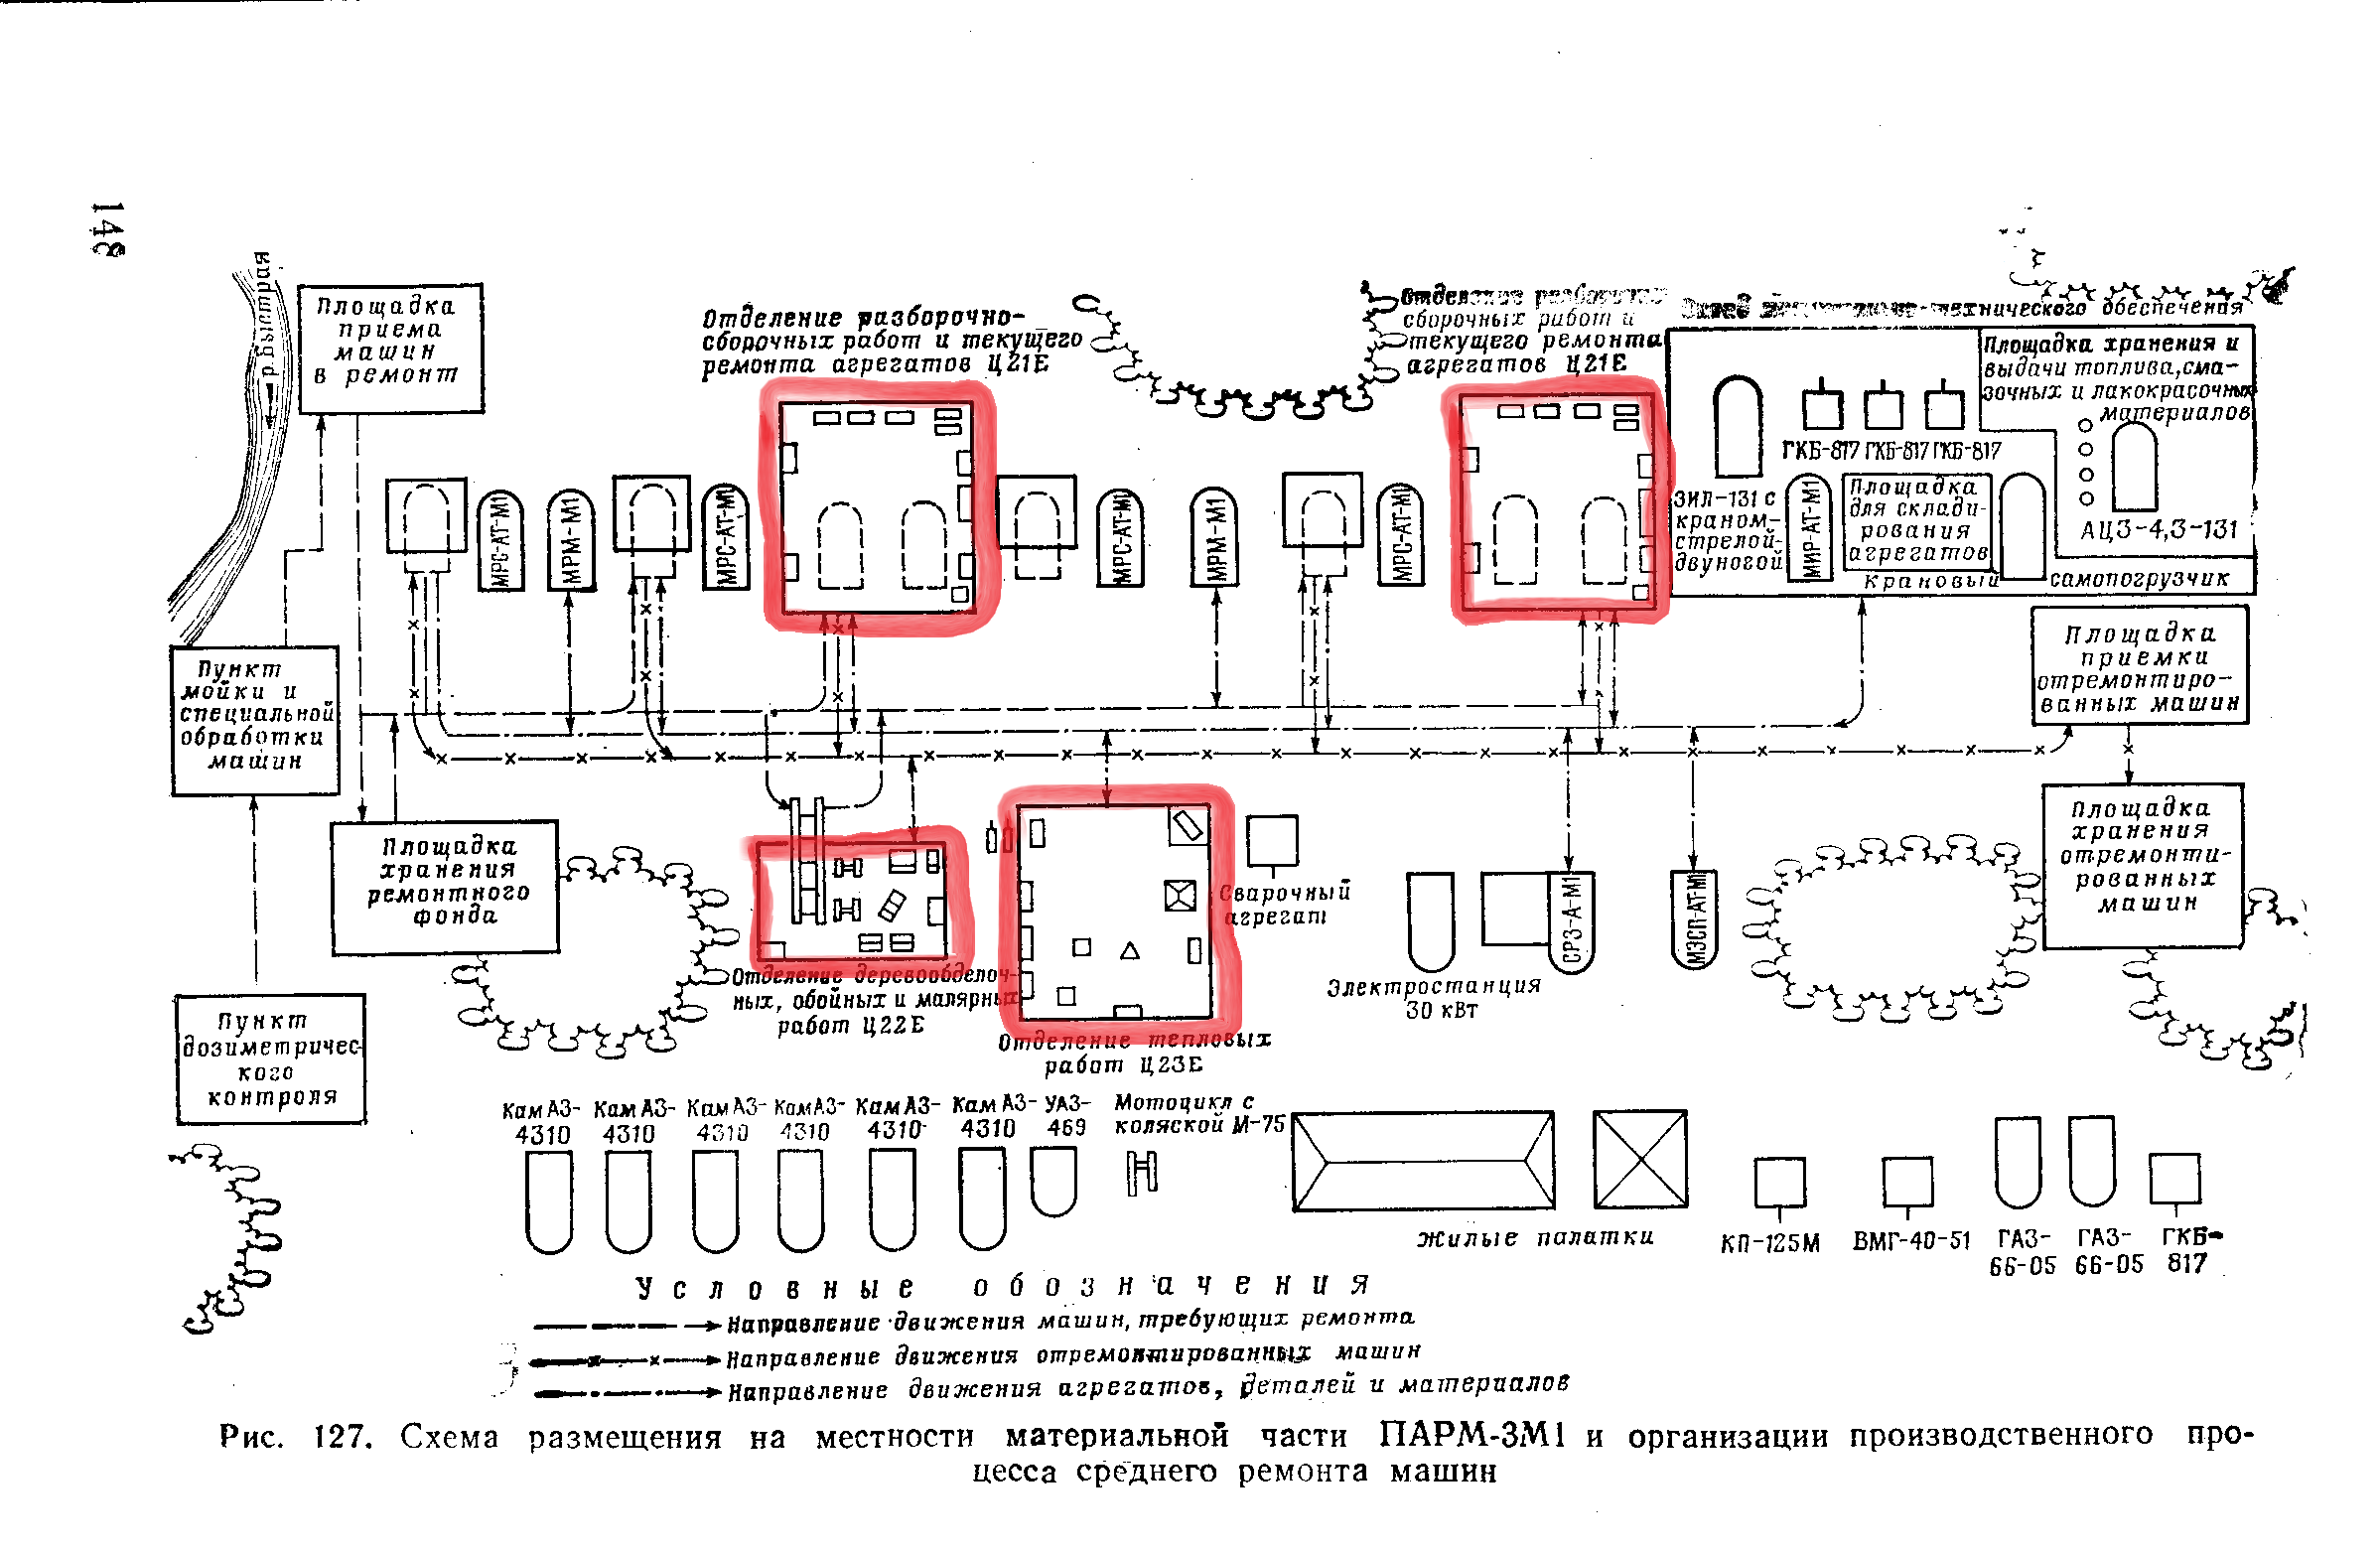 148
р. Быстрая
Площадка
приема
машин
в ремонт
Отделение разборочно-
сборочных работ и текущего
ремонта агрегатов Ц21Е
Отделение
сборочных работ и
текущего ремонта
агрегатов Ц21Е
технического обеспечения
Площадка хранения и
выдачи топлива, сма-
зочных и лакокрасочных
материалов
ГКБ-817 ГКБ-817 ГКБ-817
АЦЗ-4,3-131
ЗИЛ-131 с
краном-
стрелой-
двуногой
МИР-АТ-М1
Площадка
для склади-
рования
агрегатов
Крановый самопогрузчик
МРС-АТ-М1
МРМ-М1
МРС-АТ-М1
МРС-АТ-М1
МРМ-М1
МРС-АТ-М1
Пункт
мойки и
специальной
обработки
машин
Площадка
приемки
отремонтиро-
ванных машин
Площадка
хранения
ремонтного
фонда
Площадка
хранения
отремонти-
рованных
машин
Сварочный
агрегат
Отделение деревообделоч-
ных, обойных и малярных
работ Ц22Е
Отделение тепловых
работ Ц23Е
Электростанция
30 кВт
СРЗ-А-М1
МЗСП-АТ-М1
Пункт
дозиметричес-
кого
контроля
КамАЗ-
4310
КамАЗ-
4310
КамАЗ-
4310
КамАЗ-
4310
КамАЗ-
4310
КамАЗ-
4310
УАЗ-
469
Мотоцикл с
коляской М-75
Жилые палатки
КП-125М
ВМГ-40-51
ГАЗ-
66-05
ГАЗ-
66-05
ГКБ-
817
Условные обозначения
Направление движения машин, требующих ремонта
Направление движения отремонтированных машин
Направление движения агрегатов, деталей и материалов
Рис. 127. Схема размещения на местности материальной части ПАРМ-3М1 и организации производственного про-
цесса среднего ремонта машин